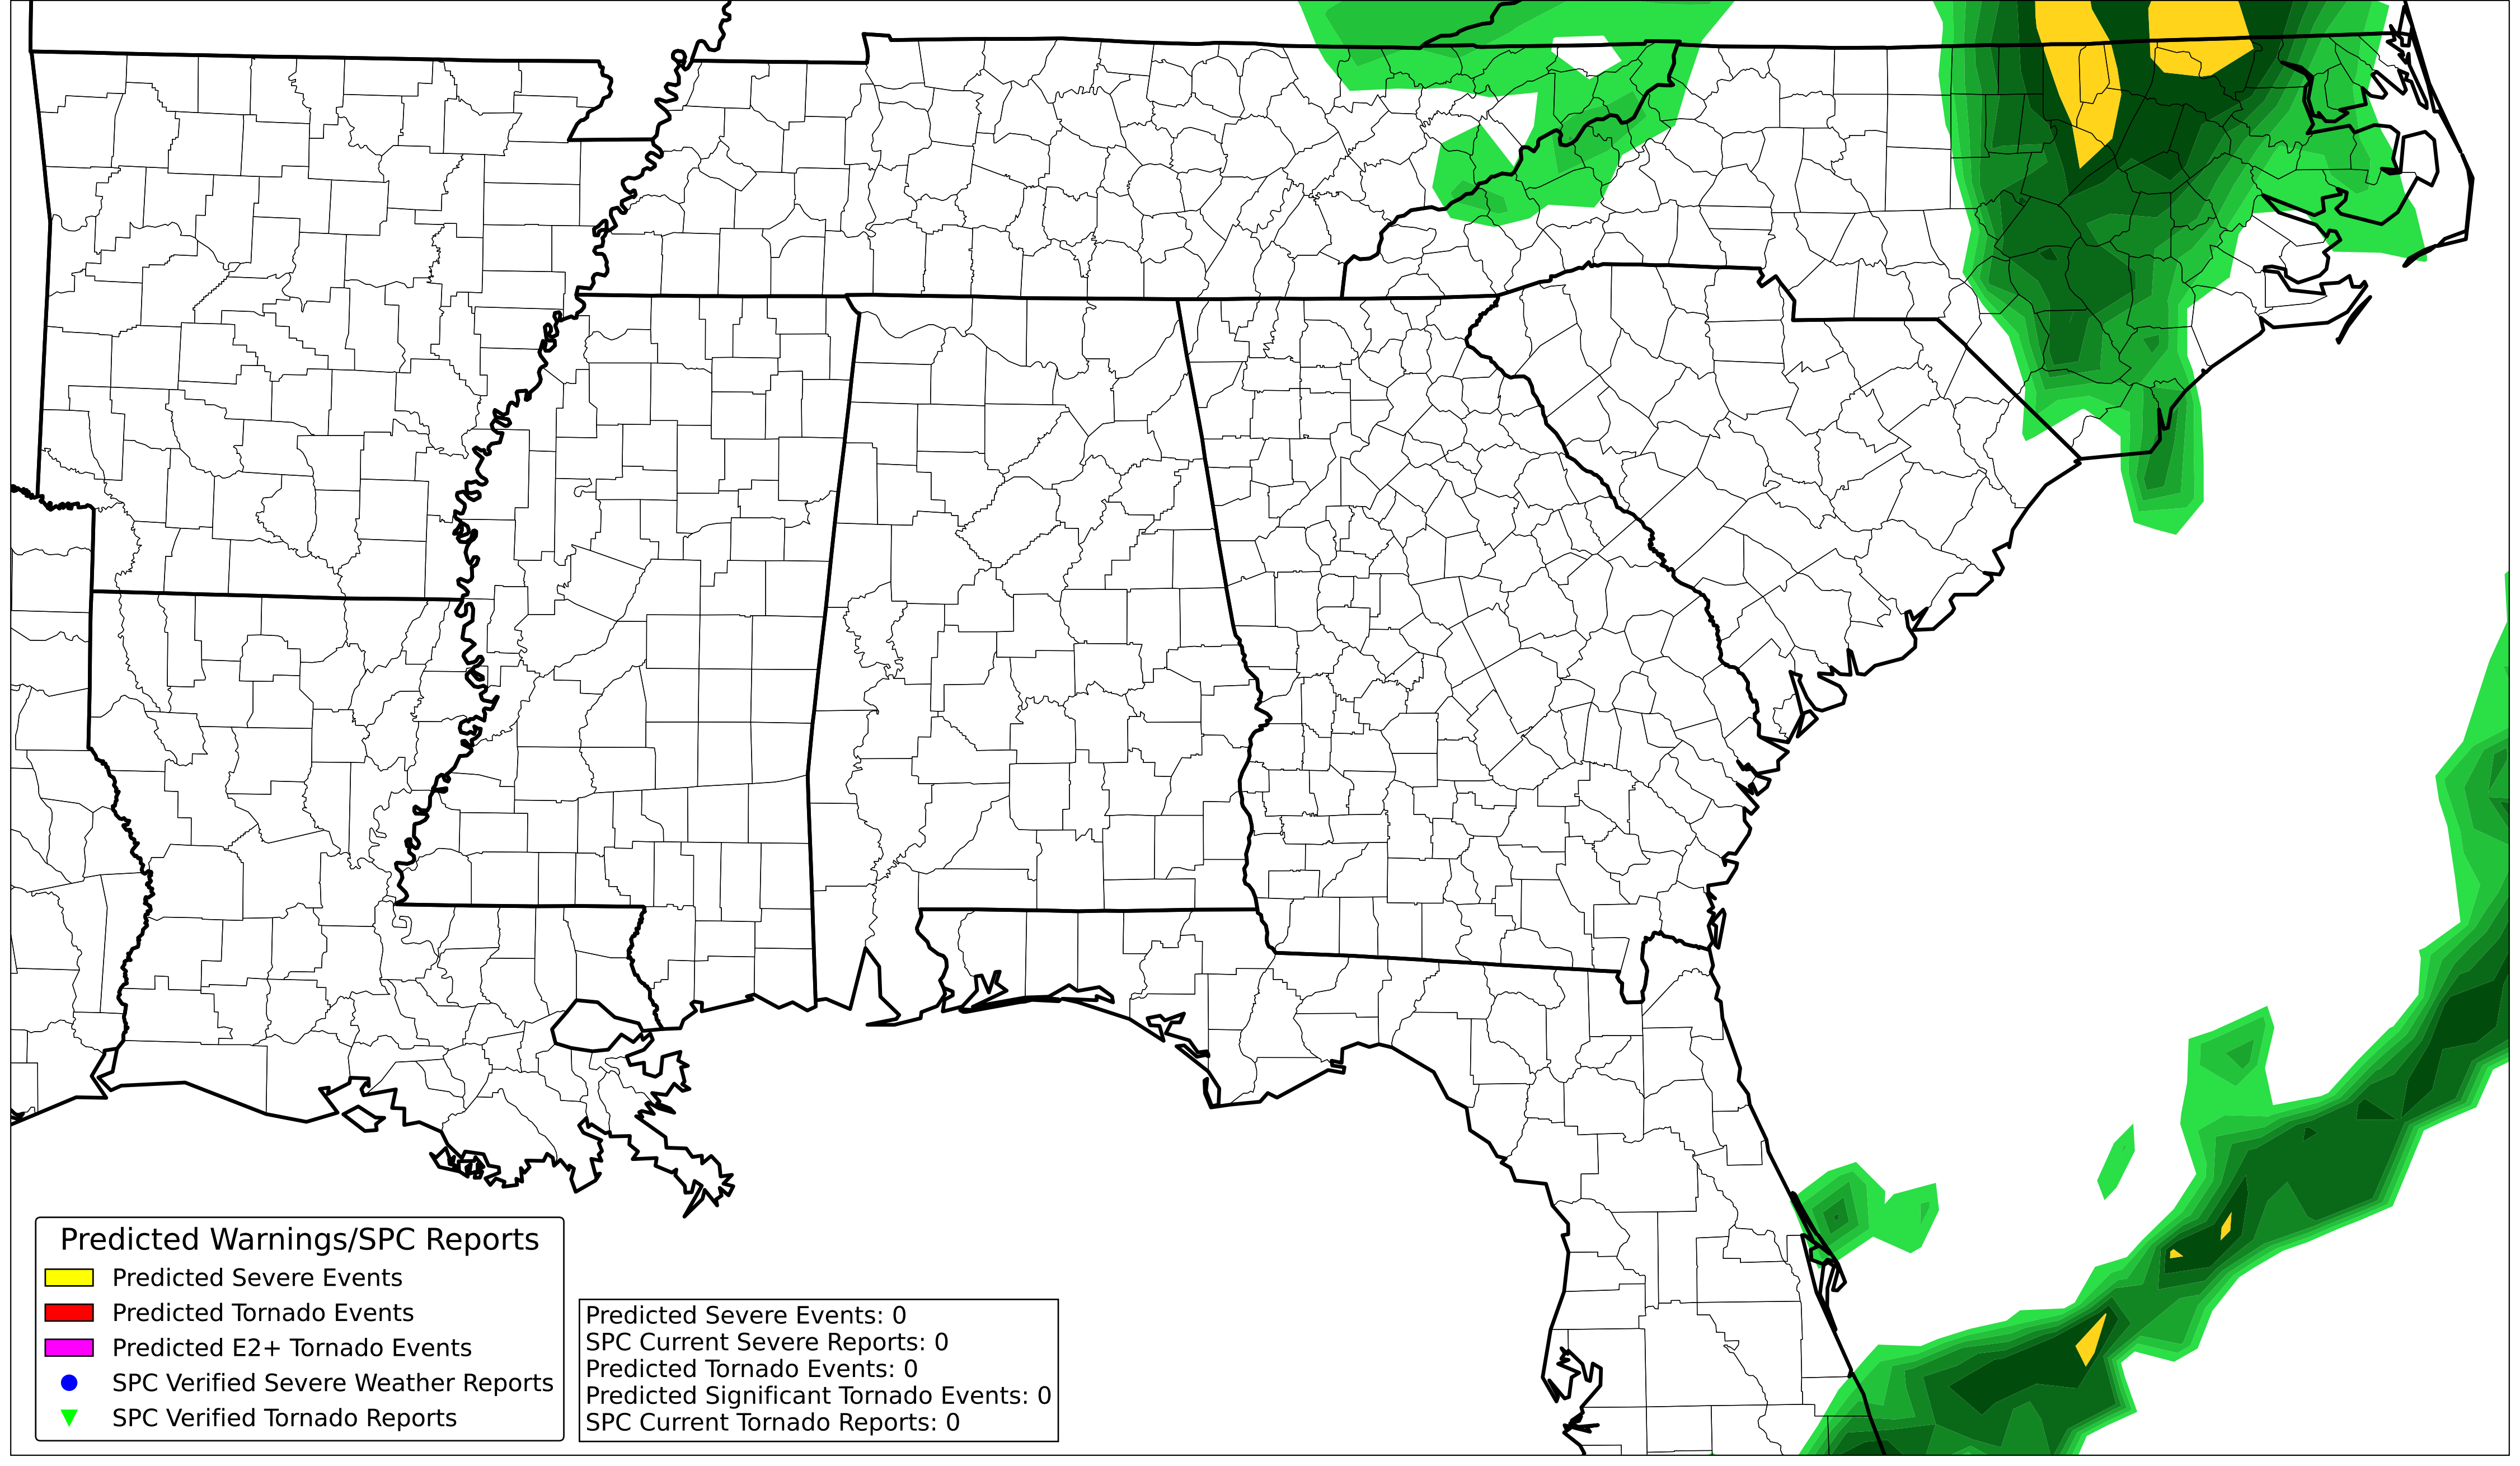 Predicted Warnings/SPC Reports
Predicted Severe Events
Predicted Tornado Events
Predicted E2+ Tornado Events
SPC Verified Severe Weather Reports
SPC Verified Tornado Reports
Predicted Severe Events: 0
SPC Current Severe Reports: 0
Predicted Tornado Events: 0
Predicted Significant Tornado Events: 0
SPC Current Tornado Reports: 0